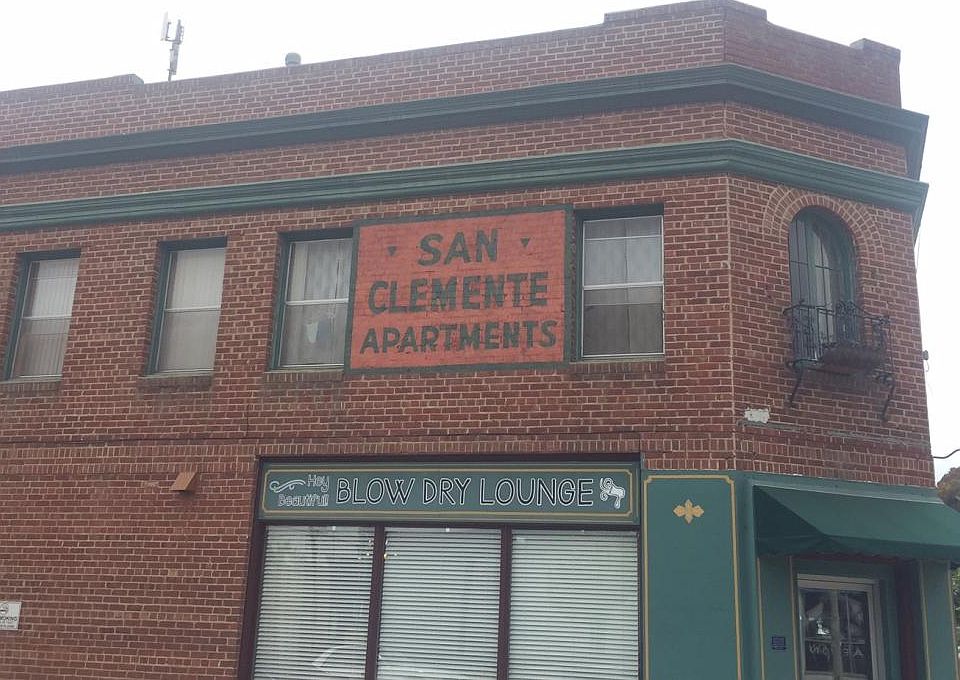 SAN
CLEMENTE
APARTMENTS
Hey
Beautiful!
BLOW DRY LOUNGE